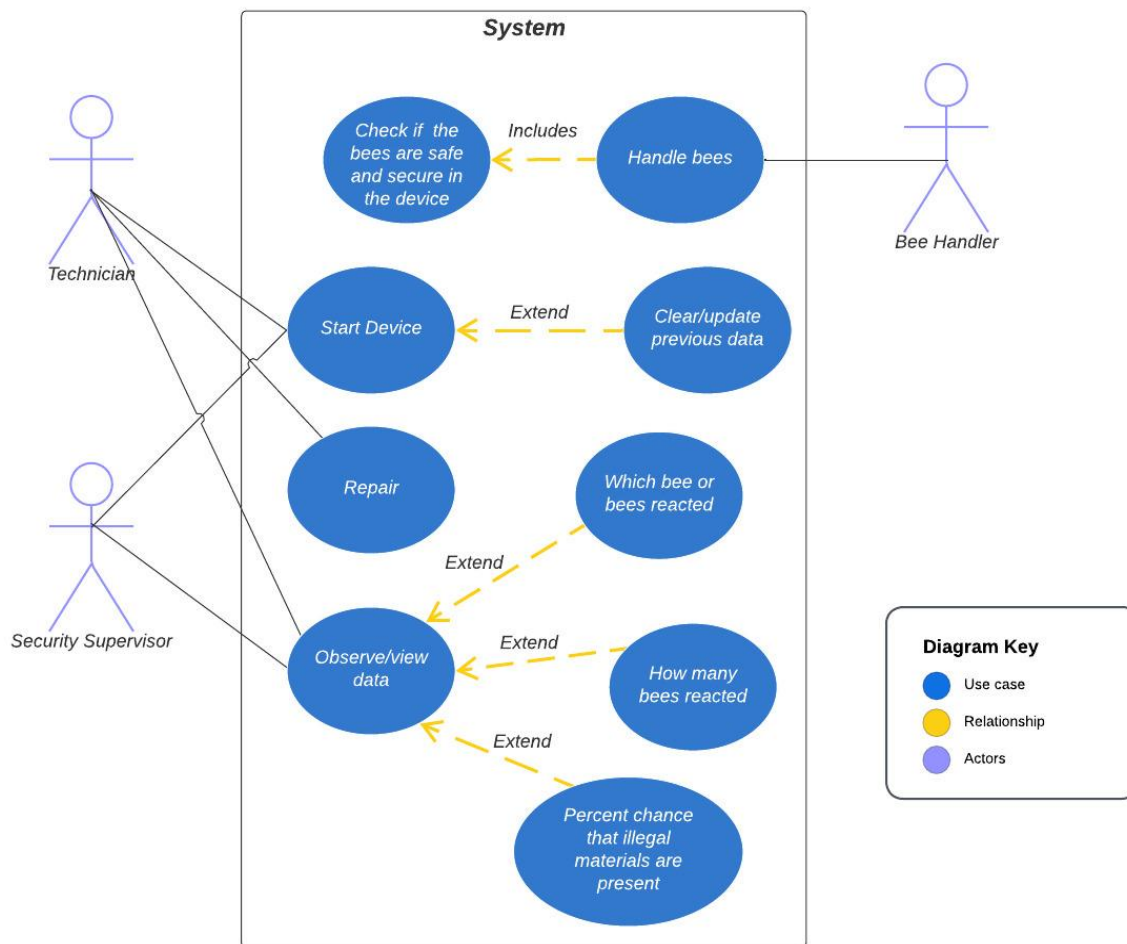 System
Check if the
bees are safe
and secure in
the device
Includes
Handle bees
Technician
Bee Handler
Start Device
Extend
Clear/update
previous data
Repair
Which bee or
bees reacted
Extend
Security Supervisor
Observe/view
data
Extend
How many
bees reacted
Extend
Percent chance
that illegal
materials are
present
Diagram Key
Use case
Relationship
Actors